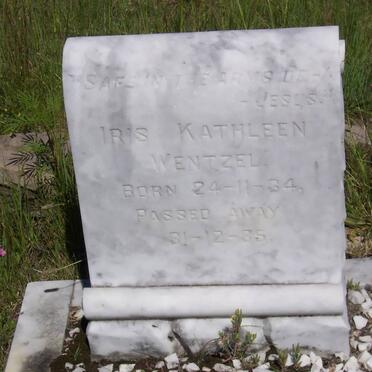 "SAFE IN THE ARMS OF -
- JESUS."
IRIS KATHLEEN
WENTZEL.
BORN 24-11-34,
PASSED AWAY
31-12-35.